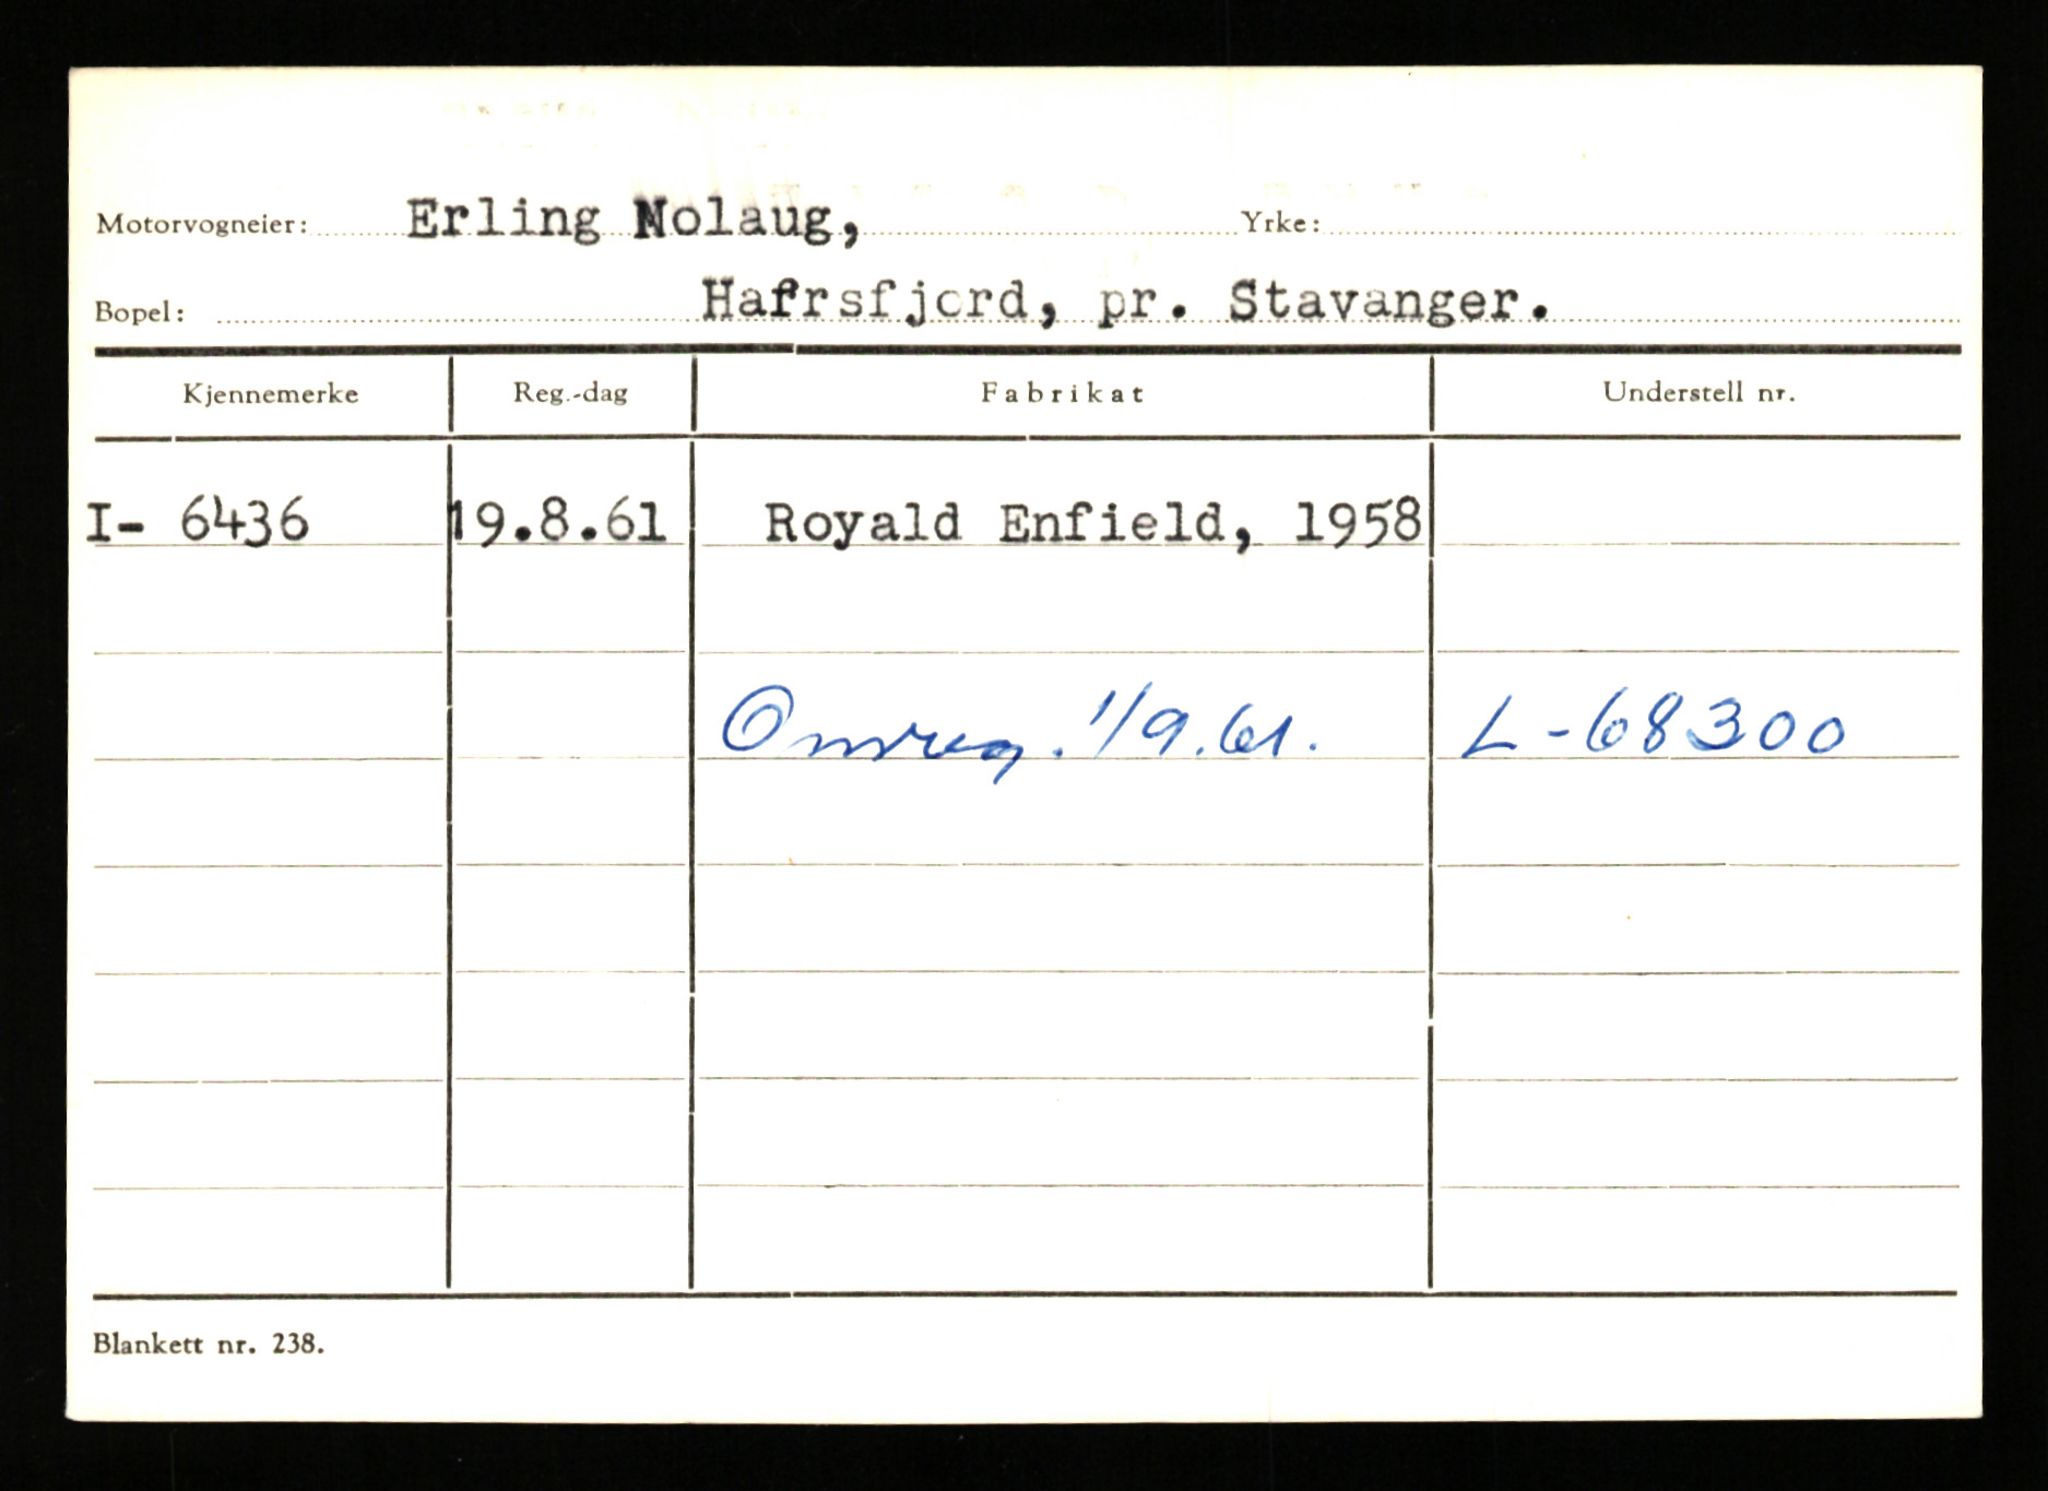 Motorvogneier: Erling Nolaug, Yrke:
Bopel: Hafrsfjord, pr. Stavanger.
Kjennemerke Reg.-dag Fabrikat Understell nr.
I- 6436 19.8.61 Royald Enfield, 1958
Omreg. 1/9.61. L-68300
Blankett nr. 238.